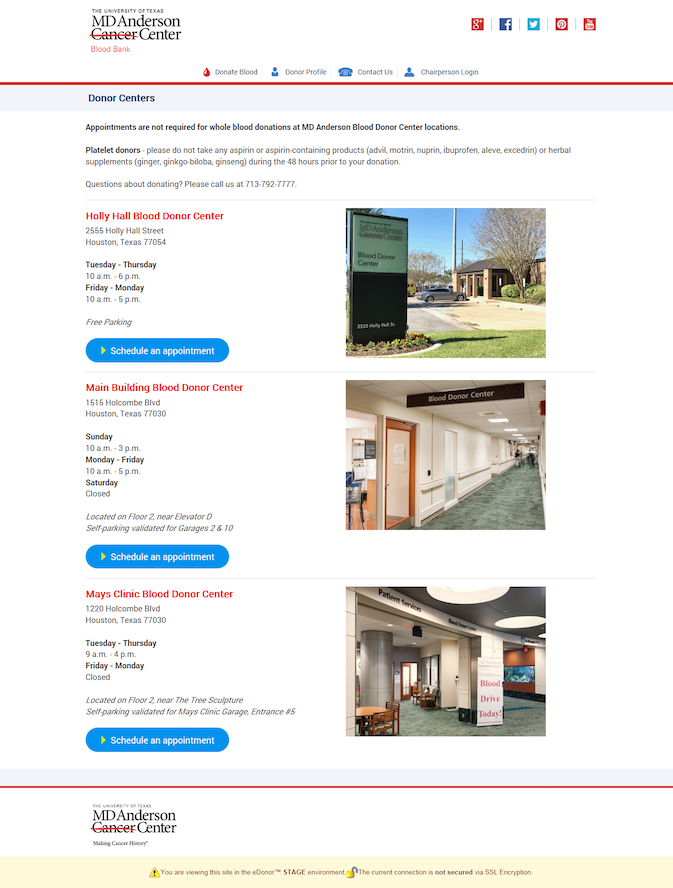 THE UNIVERSITY OF TEXAS
MD Anderson
Cancer Center
Blood Bank
Donate Blood
Donor Profile
Contact Us
Chairperson Login
Donor Centers
Appointments are not required for whole blood donations at MD Anderson Blood Donor Center locations.
Platelet donors - please do not take any aspirin or aspirin-containing products (advil, motrin, nuprin, ibuprofen, aleve, excedrin) or herbal
supplements (ginger, ginkgo-biloba, ginseng) during the 48 hours prior to your donation.
Questions about donating? Please call us at 713-792-7777.
Holly Hall Blood Donor Center
2555 Holly Hall Street
Houston, Texas 77054
Tuesday - Thursday
10 a.m. - 6 p.m.
Friday - Monday
10 a.m. - 5 p.m.
Free Parking
Schedule an appointment
MD Anderson
Cancer Center
Blood Donor
Center
2555 Holly Hall St.
Main Building Blood Donor Center
1515 Holcombe Blvd
Houston, Texas 77030
Sunday
10 a.m. - 3 p.m.
Monday - Friday
10 a.m. - 5 p.m.
Saturday
Closed
Located on Floor 2, near Elevator D
Self-parking validated for Garages 2 & 10
Schedule an appointment
Blood Donor Center
Mays Clinic Blood Donor Center
1220 Holcombe Blvd
Houston, Texas 77030
Tuesday - Thursday
9 a.m. - 4 p.m.
Friday - Monday
Closed
Located on Floor 2, near The Tree Sculpture
Self-parking validated for Mays Clinic Garage, Entrance #5
Schedule an appointment
Patient Services
Blood Donor Center
Blood
Drive
Today!
THE UNIVERSITY OF TEXAS
MD Anderson
Cancer Center
Making Cancer History®
You are viewing this site in the eDonor™ STAGE environment. The current connection is not secured via SSL Encryption.